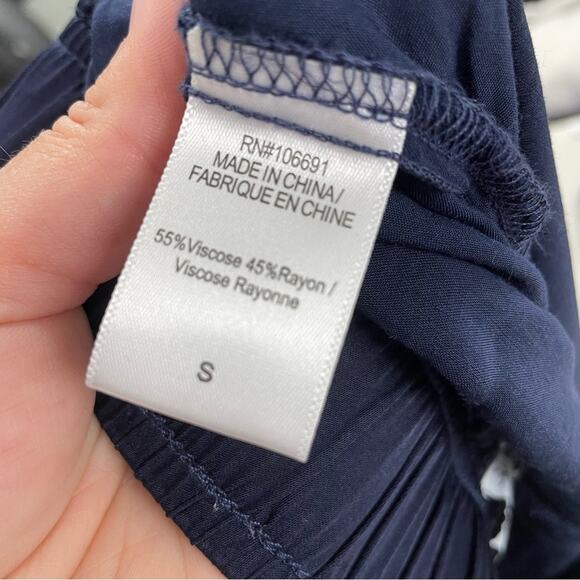 RN#106691
MADE IN CHINA/
FABRIQUE EN CHINE
55%Viscose 45%Rayon /
Viscose Rayonne
S